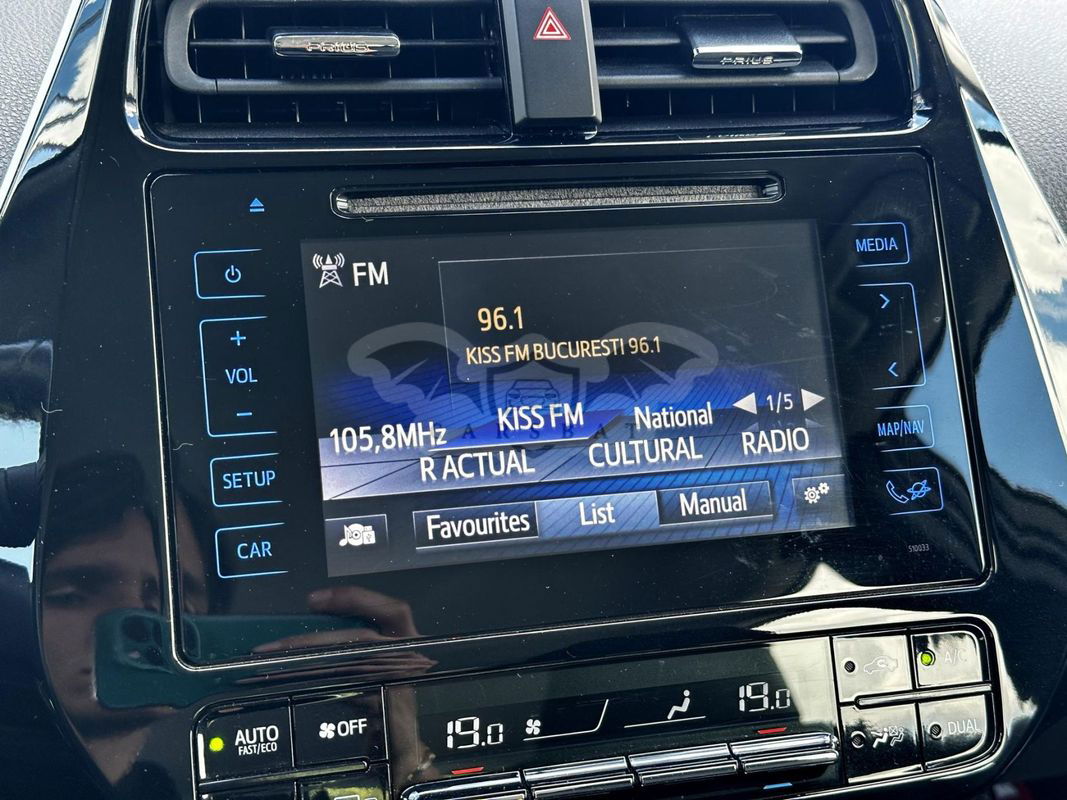 PRIUS
PRIUS
MEDIA
FM
96.1
KISS FM BUCURESTI 96.1
+
VOL
-
KISS FM
National
1/5
105,8MHz
CARSBAT
R ACTUAL
CULTURAL
RADIO
MAP/NAV
SETUP
Favourites
List
Manual
CAR
510033
A/C
AUTO
FAST/ECO
OFF
19.0
19.0
DUAL